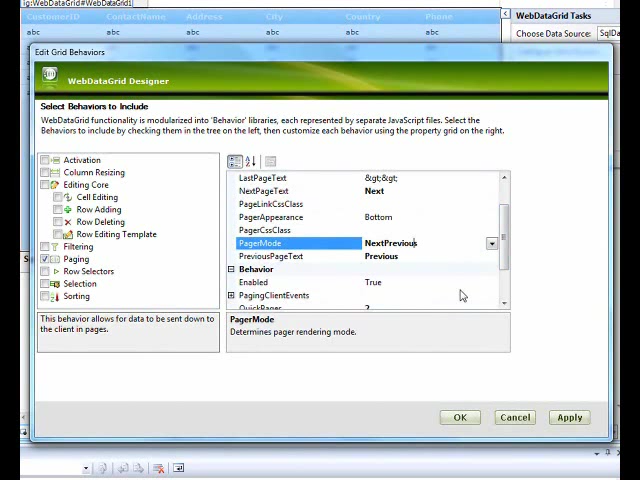 ig:WebDataGrid#WebDataGrid1
CustomerID ContactName Address City Country Phone
abc abc abc abc abc abc
WebDataGrid Tasks
Choose Data Source: SqlDa
Edit Grid Behaviors
WebDataGrid Designer
Select Behaviors to Include
WebDataGrid functionality is modularized into 'Behavior' libraries, each represented by separate JavaScript files. Select the
Behaviors to include by checking them in the tree on the left, then customize each behavior using the property grid on the right.
Activation
Column Resizing
Editing Core
Cell Editing
Row Adding
Row Deleting
Row Editing Template
Filtering
Paging
Row Selectors
Selection
Sorting
LastPageText &gt;&gt;
NextPageText Next
PageLinkCssClass
PagerAppearance Bottom
PagerCssClass
PagerMode NextPrevious
PreviousPageText Previous
Behavior
Enabled True
PagingClientEvents
QuickPages 2
This behavior allows for data to be sent down to
the client in pages.
PagerMode
Determines pager rendering mode.
OK Cancel Apply